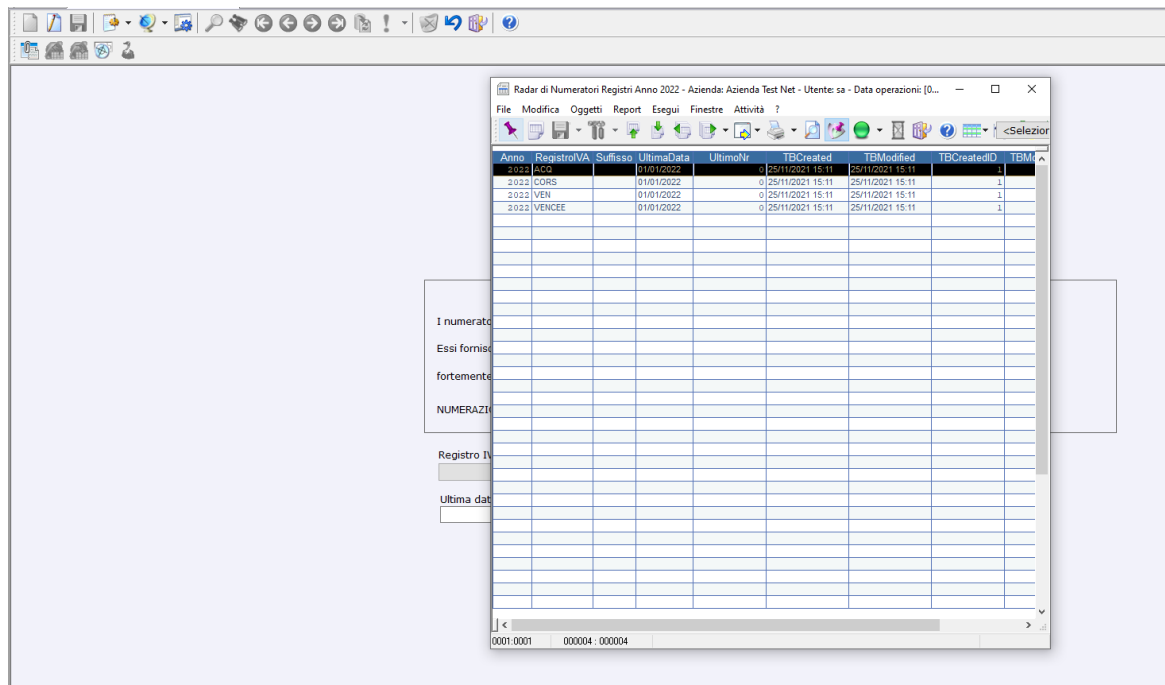 Radar di Numeratori Registri Anno 2022 - Azienda: Azienda Test Net - Utente: sa - Data operazioni: [0...
File Modifica Oggetti Report Esegui Finestre Attività ?
<Selezion
Anno RegistroIVA Suffisso UltimaData UltimoNr TBCreated TBModified TBCreatedID TBMo
2022 ACQ 01/01/2022 0 25/11/2021 15:11 25/11/2021 15:11 1
2022 CORS 01/01/2022 0 25/11/2021 15:11 25/11/2021 15:11 1
2022 VEN 01/01/2022 0 25/11/2021 15:11 25/11/2021 15:11 1
2022 VENCEE 01/01/2022 0 25/11/2021 15:11 25/11/2021 15:11 1
I numerato
Essi fornisc
fortemente
NUMERAZI
Registro I
Ultima dat
0001:0001 000004 : 000004